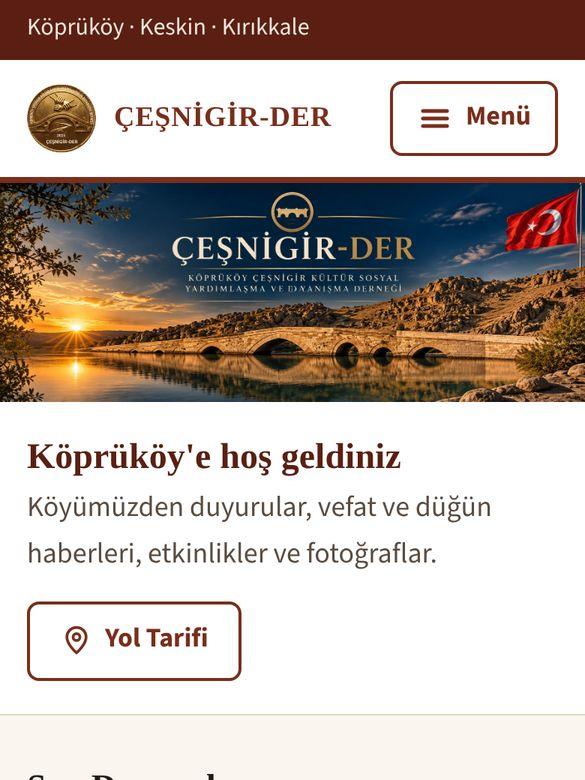 Köprüköy · Keskin · Kırıkkale
ÇEŞNİGİR-DER
Menü
ÇEŞNİGİR-DER
KÖPRÜKÖY ÇEŞNİGİR KÜLTÜR SOSYAL
YARDIMLAŞMA VE DAYANIŞMA DERNEĞİ
Köprüköy'e hoş geldiniz
Köyümüzden duyurular, vefat ve düğün
haberleri, etkinlikler ve fotoğraflar.
Yol Tarifi